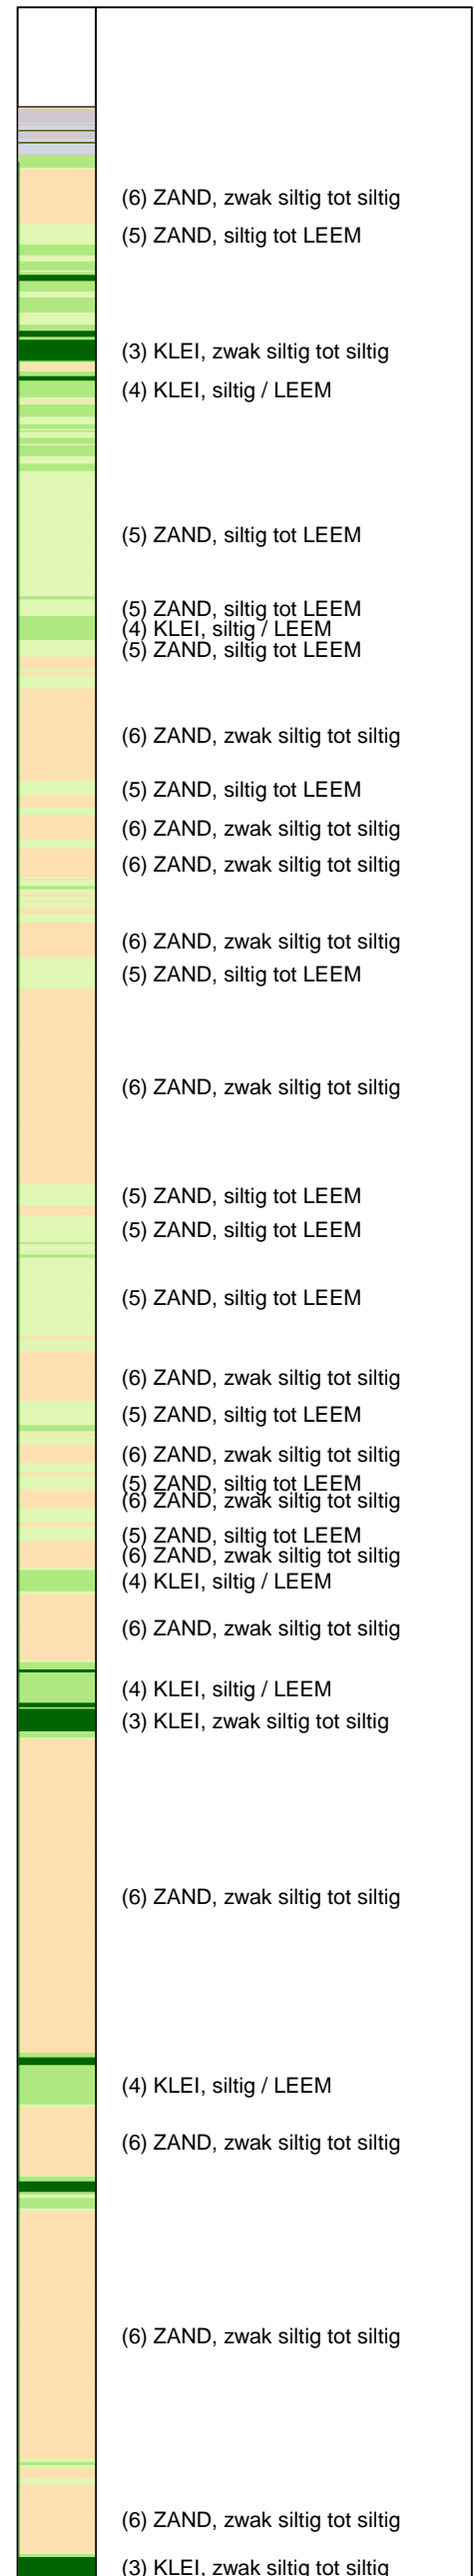 (6) ZAND, zwak siltig tot siltig
(5) ZAND, siltig tot LEEM
(3) KLEI, zwak siltig tot siltig
(4) KLEI, siltig / LEEM
(5) ZAND, siltig tot LEEM
(5) ZAND, siltig tot LEEM
(4) KLEI, siltig / LEEM
(5) ZAND, siltig tot LEEM
(6) ZAND, zwak siltig tot siltig
(5) ZAND, siltig tot LEEM
(6) ZAND, zwak siltig tot siltig
(6) ZAND, zwak siltig tot siltig
(6) ZAND, zwak siltig tot siltig
(5) ZAND, siltig tot LEEM
(6) ZAND, zwak siltig tot siltig
(5) ZAND, siltig tot LEEM
(5) ZAND, siltig tot LEEM
(5) ZAND, siltig tot LEEM
(6) ZAND, zwak siltig tot siltig
(5) ZAND, siltig tot LEEM
(6) ZAND, zwak siltig tot siltig
(5) ZAND, siltig tot LEEM
(6) ZAND, zwak siltig tot siltig
(5) ZAND, siltig tot LEEM
(6) ZAND, zwak siltig tot siltig
(4) KLEI, siltig / LEEM
(6) ZAND, zwak siltig tot siltig
(4) KLEI, siltig / LEEM
(3) KLEI, zwak siltig tot siltig
(6) ZAND, zwak siltig tot siltig
(4) KLEI, siltig / LEEM
(6) ZAND, zwak siltig tot siltig
(6) ZAND, zwak siltig tot siltig
(6) ZAND, zwak siltig tot siltig
(3) KLEI, zwak siltig tot siltig